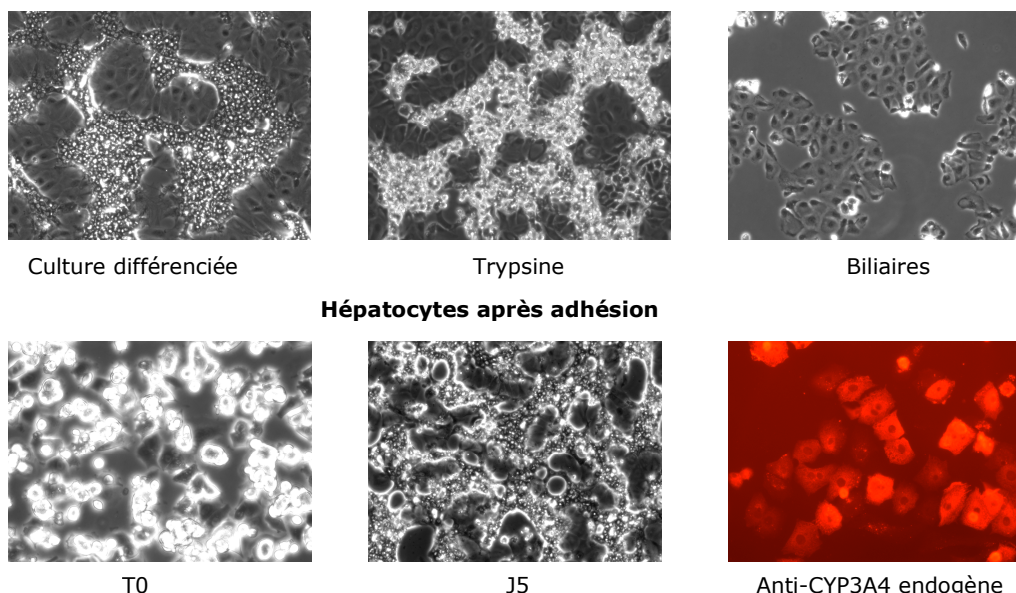 Culture différenciée
Trypsine
Biliaires
Hépatocytes après adhésion
T0
J5
Anti-CYP3A4 endogène